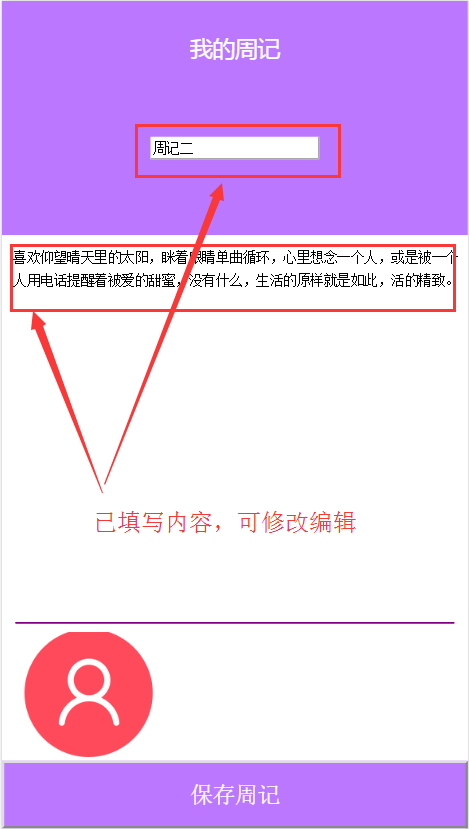 我的周记
周记二
喜欢仰望晴天里的太阳，眯着眼睛单曲循环，心里想念一个人，或是被一个
人用电话提醒着被爱的甜蜜，没有什么，生活的原样就是如此，活的精致。
已填写内容，可修改编辑
保存周记